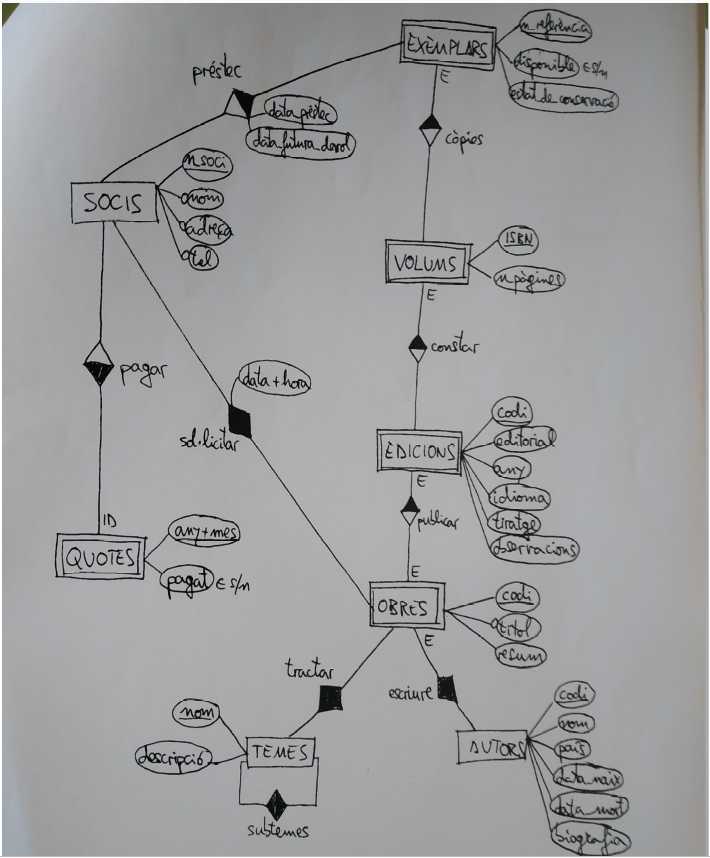 EXEMPLARS
n_referència
disponible ∈ s/n
estat_de_conservació
E
préstec
data_préstec
data_futura_devol
còpies
SOCIS
n_soci
nom
adreça
tel
VOLUMS
ISBN
n_pàgines
E
constar
pagar
data+hora
sol·licitar
EDICIONS
codi
editorial
any
idioma
tiratge
observacions
E
publicar
ID
QUOTES
any+mes
pagat ∈ s/n
E
OBRES
codi
títol
resum
E
tractar
escriure
nom
TEMES
descripció
AUTORS
codi
nom
país
data_naix
data_mort
biografia
subtemes